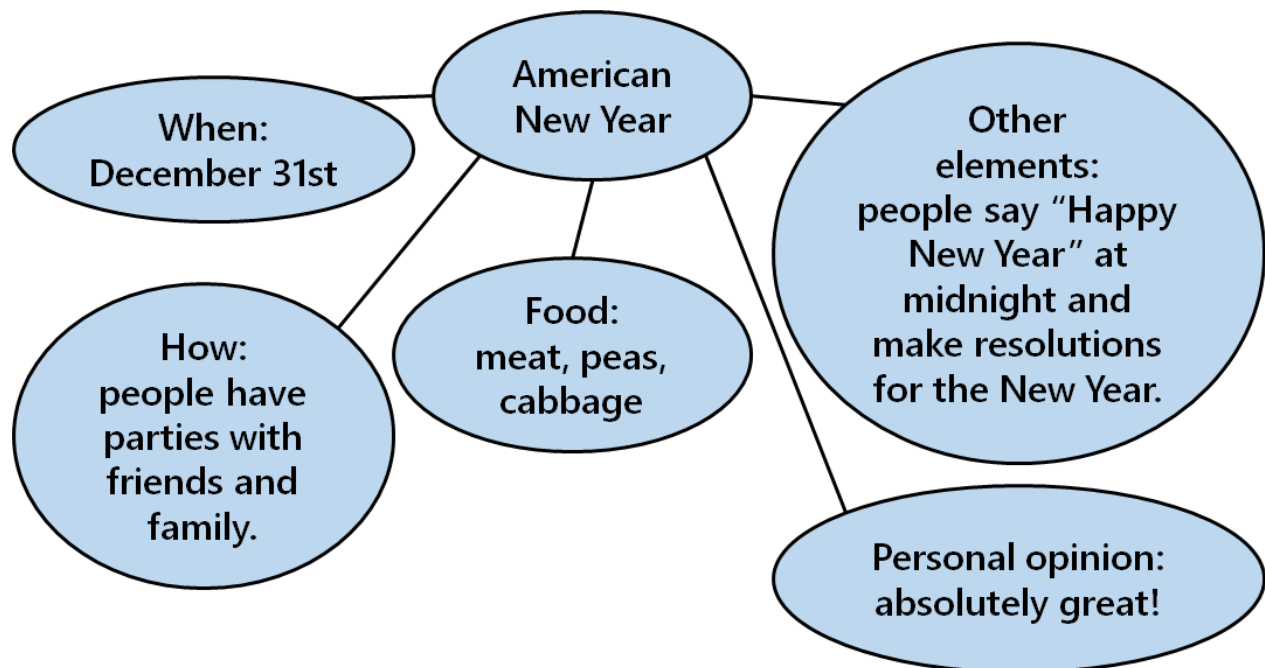 American
New Year
When:
December 31st
How:
people have
parties with
friends and
family.
Food:
meat, peas,
cabbage
Other
elements:
people say “Happy
New Year” at
midnight and
make resolutions
for the New Year.
Personal opinion:
absolutely great!